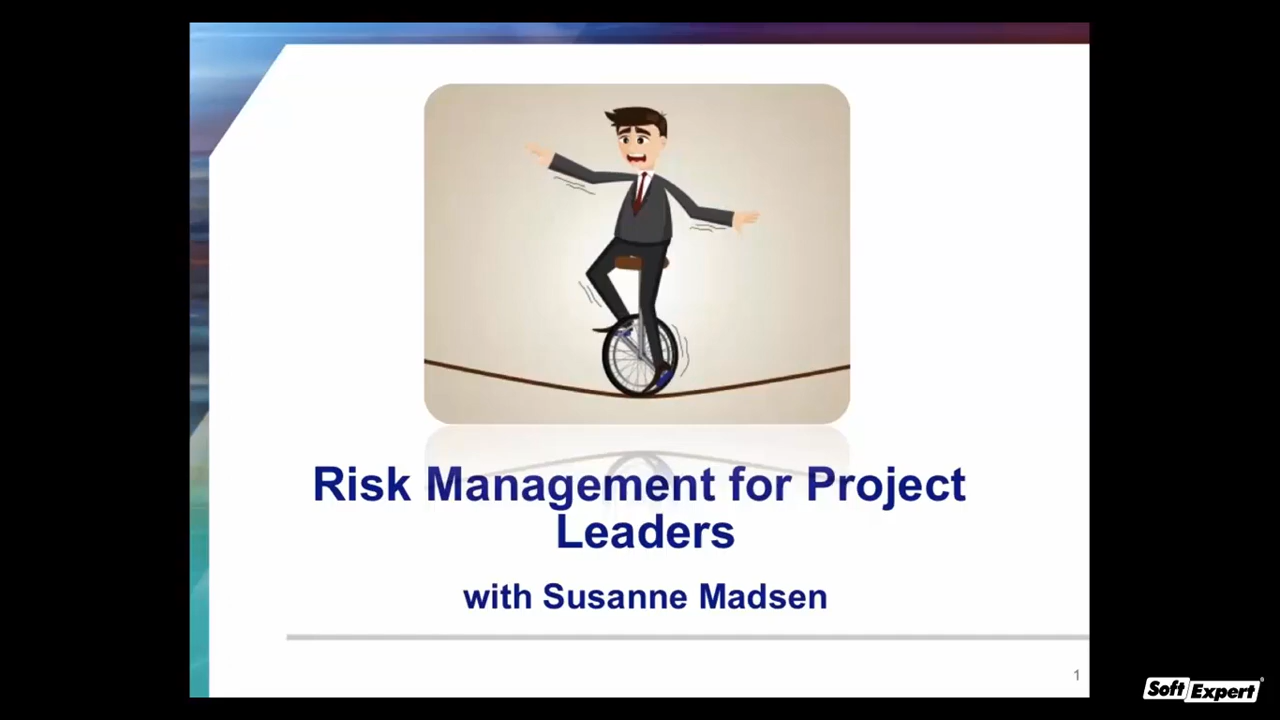 Risk Management for Project
Leaders
with Susanne Madsen
1
Soft Expert